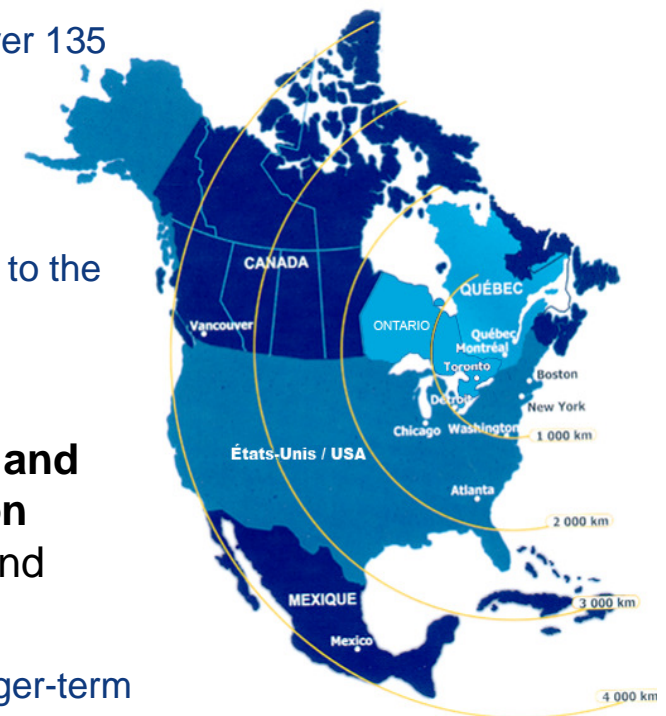 er 135
to the
and
on
nd
ger-term
CANADA
QUÉBEC
Vancouver
ONTARIO
Québec
Montréal
Toronto
Boston
Détroit
New York
Chicago
Washington
1 000 km
États-Unis / USA
Atlanta
2 000 km
MEXIQUE
3 000 km
Mexico
4 000 km